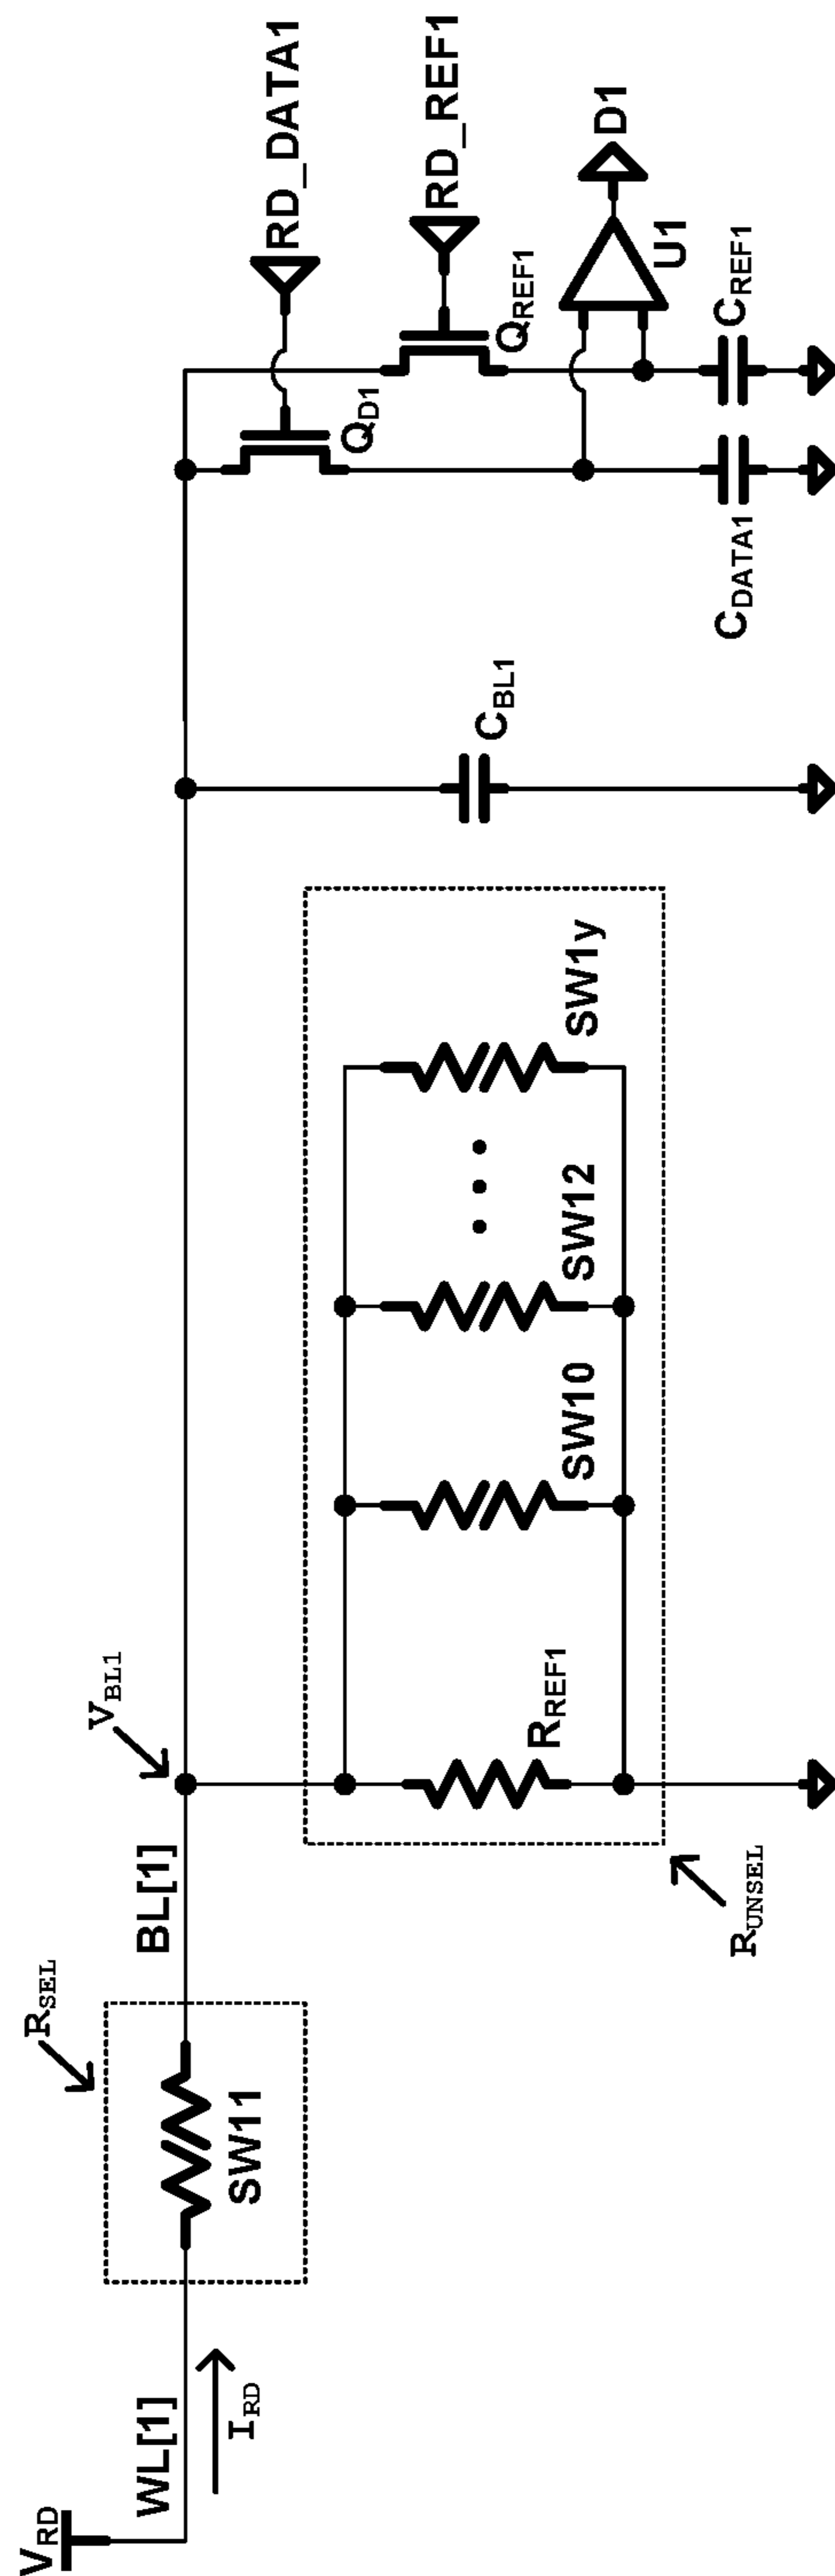 V_RD
WL[1]
I_RD
R_SEL
SW11
BL[1]
V_BL1
R_UNSEL
R_REF1
SW10
SW12
SW1y
C_BL1
RD_DATA1
Q_D1
RD_REF1
Q_REF1
U1
D1
C_DATA1
C_REF1